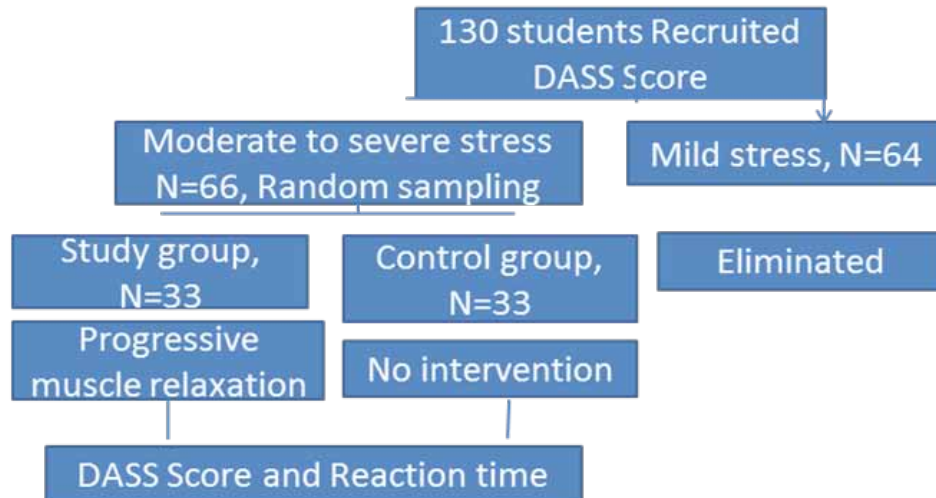 130 students Recruited
DASS Score
Moderate to severe stress
N=66, Random sampling
Mild stress, N=64
Study group,
N=33
Control group,
N=33
Eliminated
Progressive
muscle relaxation
No intervention
DASS Score and Reaction time